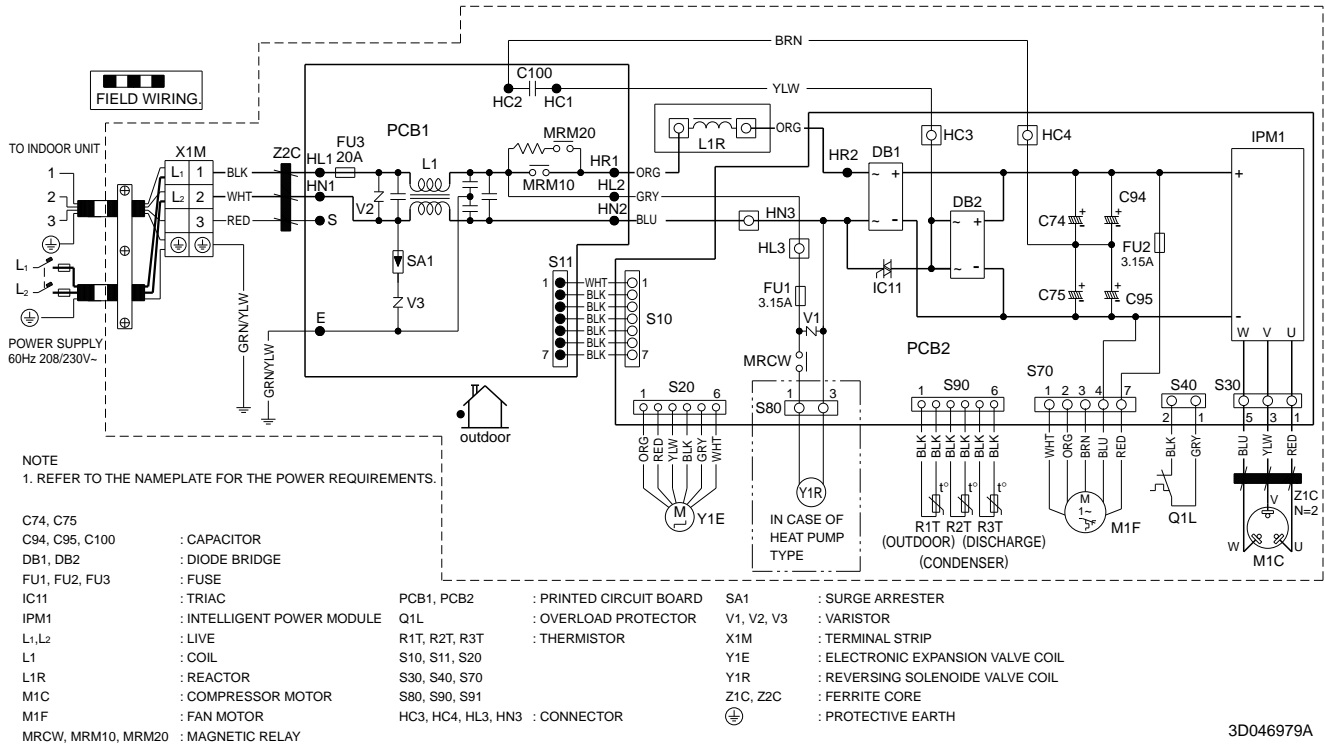 BRN
C100
HC2
HC1
YLW
FIELD WIRING.
PCB1
MRM20
ORG
L1R
HC3
HC4
IPM1
TO INDOOR UNIT
X1M
Z2C
HL1
FU3
20A
L1
HR1
ORG
HR2
DB1
1
L₁ 1
BLK
HN1
MRM10
HL2
GRY
+
2
L₂ 2
WHT
V2
HN2
BLU
HN3
DB2
C74
C94
3
3
RED
S
HL3
FU2
3.15A
SA1
S11
IC11
L₁
FU1
3.15A
C75
C95
L₂
V3
1
WHT
1
BLK
BLK
BLK
BLK
BLK
7
BLK
7
S10
V1
-
W V U
E
POWER SUPPLY
60Hz 208/230V~
GRN/YLW
GRN/YLW
MRCW
PCB2
outdoor
1 S20 6
S80 1 3
S90
1 6
S70
1 2 3 4 7
S40
2 1
S30
5 3 1
ORG
RED
YLW
BLK
GRY
WHT
BLK
BLK
BLK
BLK
BLK
BLK
WHT
ORG
BRN
BLU
RED
BLK
GRY
BLU
YLW
RED
NOTE
1. REFER TO THE NAMEPLATE FOR THE POWER REQUIREMENTS.
M
Y1E
Y1R
IN CASE OF
HEAT PUMP
TYPE
t° t° t°
R1T R2T R3T
(OUTDOOR) (DISCHARGE)
(CONDENSER)
M
1~
M1F
Q1L
Z1C
N=2
V
W U
M1C
C74, C75
C94, C95, C100 : CAPACITOR
DB1, DB2 : DIODE BRIDGE
FU1, FU2, FU3 : FUSE
IC11 : TRIAC
IPM1 : INTELLIGENT POWER MODULE
L₁,L₂ : LIVE
L1 : COIL
L1R : REACTOR
M1C : COMPRESSOR MOTOR
M1F : FAN MOTOR
MRCW, MRM10, MRM20 : MAGNETIC RELAY
PCB1, PCB2 : PRINTED CIRCUIT BOARD
Q1L : OVERLOAD PROTECTOR
R1T, R2T, R3T : THERMISTOR
S10, S11, S20
S30, S40, S70
S80, S90, S91
HC3, HC4, HL3, HN3 : CONNECTOR
SA1 : SURGE ARRESTER
V1, V2, V3 : VARISTOR
X1M : TERMINAL STRIP
Y1E : ELECTRONIC EXPANSION VALVE COIL
Y1R : REVERSING SOLENOIDE VALVE COIL
Z1C, Z2C : FERRITE CORE
: PROTECTIVE EARTH
3D046979A